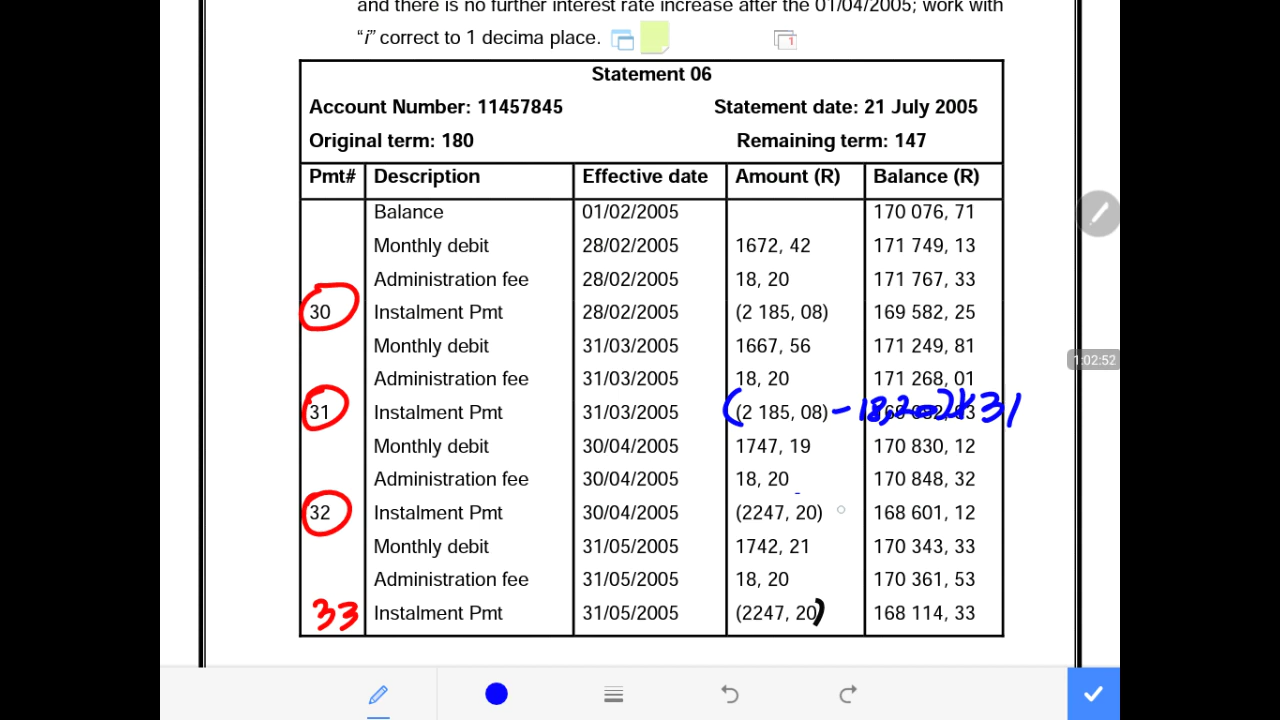 and there is no further interest rate increase after the 01/04/2005; work with
“i” correct to 1 decima place.
1
Statement 06
Account Number: 11457845 Statement date: 21 July 2005
Original term: 180 Remaining term: 147
Pmt# Description Effective date Amount (R) Balance (R)
Balance 01/02/2005 170 076, 71
Monthly debit 28/02/2005 1672, 42 171 749, 13
Administration fee 28/02/2005 18, 20 171 767, 33
30 Instalment Pmt 28/02/2005 (2 185, 08) 169 582, 25
Monthly debit 31/03/2005 1667, 56 171 249, 81
1:02:52
Administration fee 31/03/2005 18, 20 171 268, 01
31 Instalment Pmt 31/03/2005 ((2 185, 08) - 18,20
Monthly debit 30/04/2005 1747, 19 170 830, 12
Administration fee 30/04/2005 18, 20 170 848, 32
32 Instalment Pmt 30/04/2005 (2247, 20) 168 601, 12
Monthly debit 31/05/2005 1742, 21 170 343, 33
Administration fee 31/05/2005 18, 20 170 361, 53
33 Instalment Pmt 31/05/2005 (2247, 20) 168 114, 33